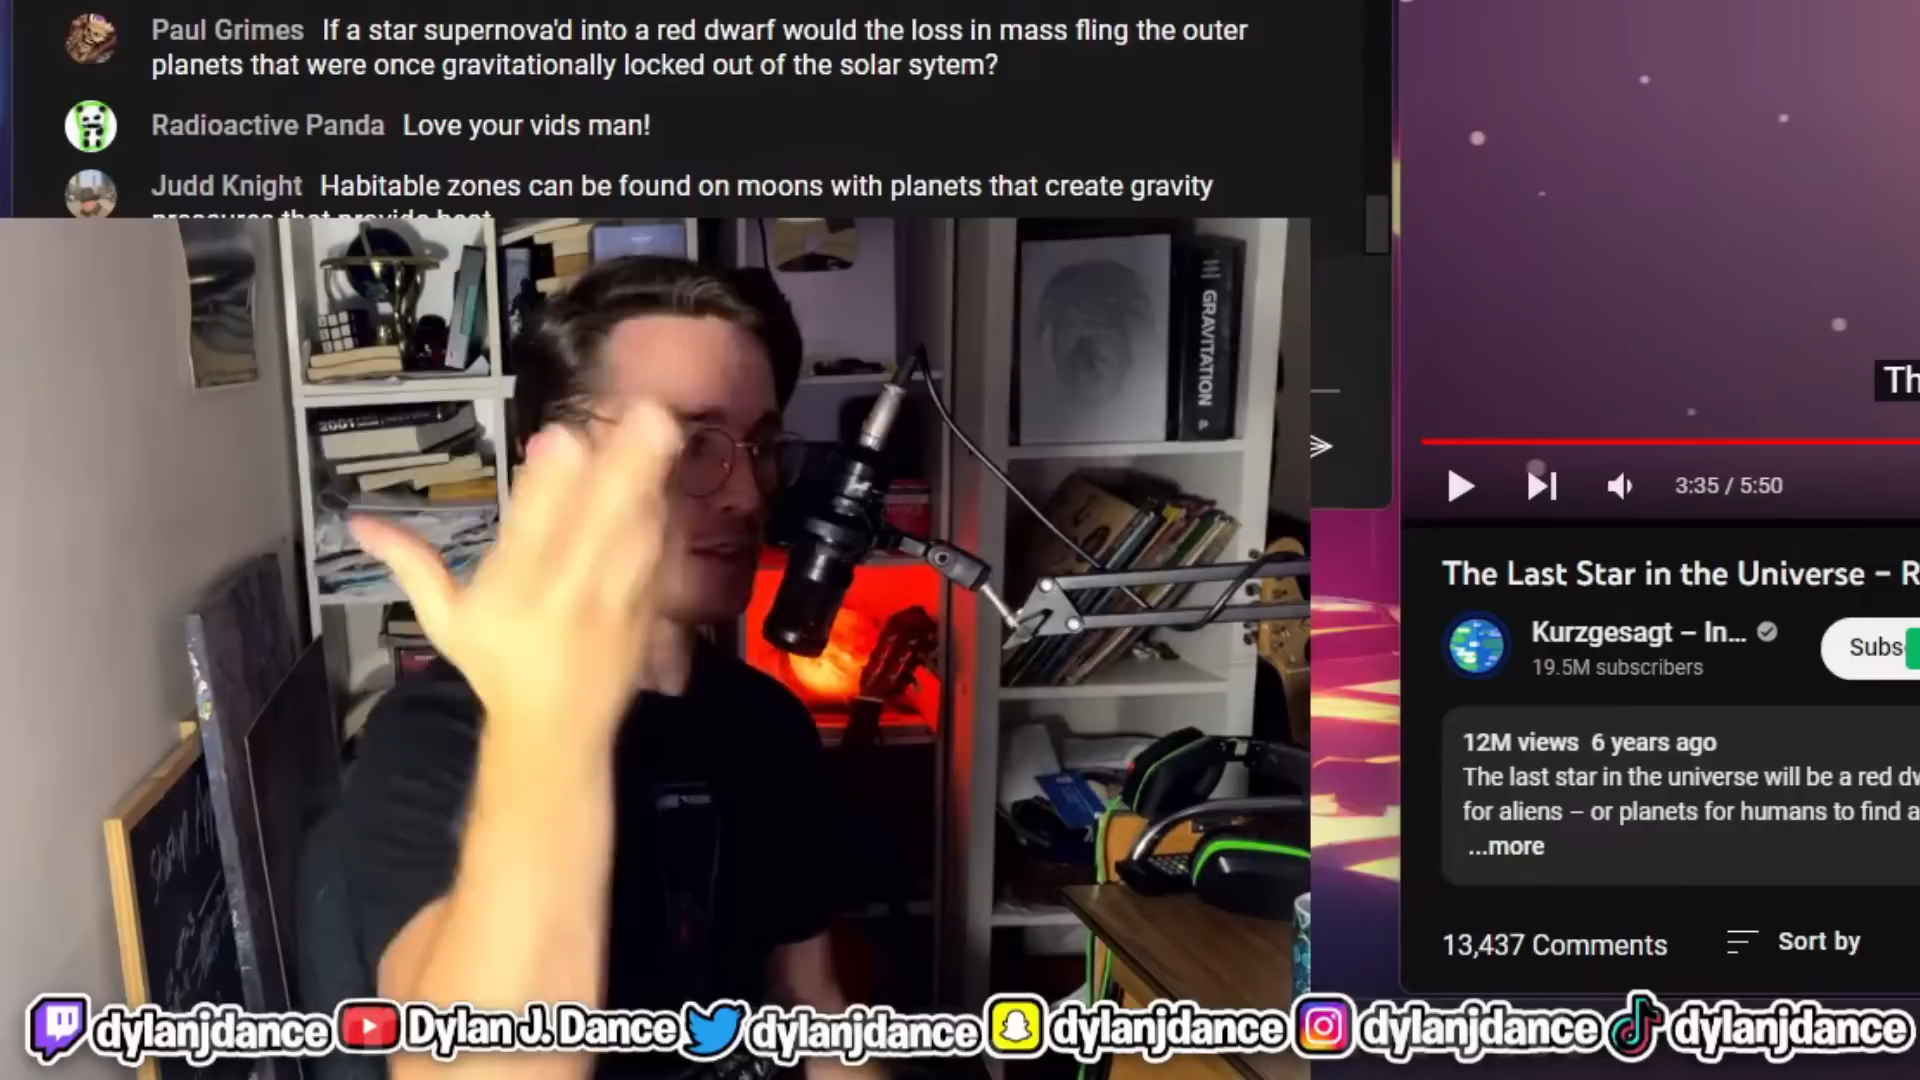 Paul Grimes If a star supernova'd into a red dwarf would the loss in mass fling the outer
planets that were once gravitationally locked out of the solar sytem?
Radioactive Panda Love your vids man!
Judd Knight Habitable zones can be found on moons with planets that create gravity
pressures that provide heat
GRAVITATION
2001
Th
3:35 / 5:50
The Last Star in the Universe – R
Kurzgesagt – In...
19.5M subscribers
Subs
12M views 6 years ago
The last star in the universe will be a red dw
for aliens – or planets for humans to find a
...more
13,437 Comments
Sort by
dylanjdance
Dylan J. Dance
dylanjdance
dylanjdance
dylanjdance
dylanjdance